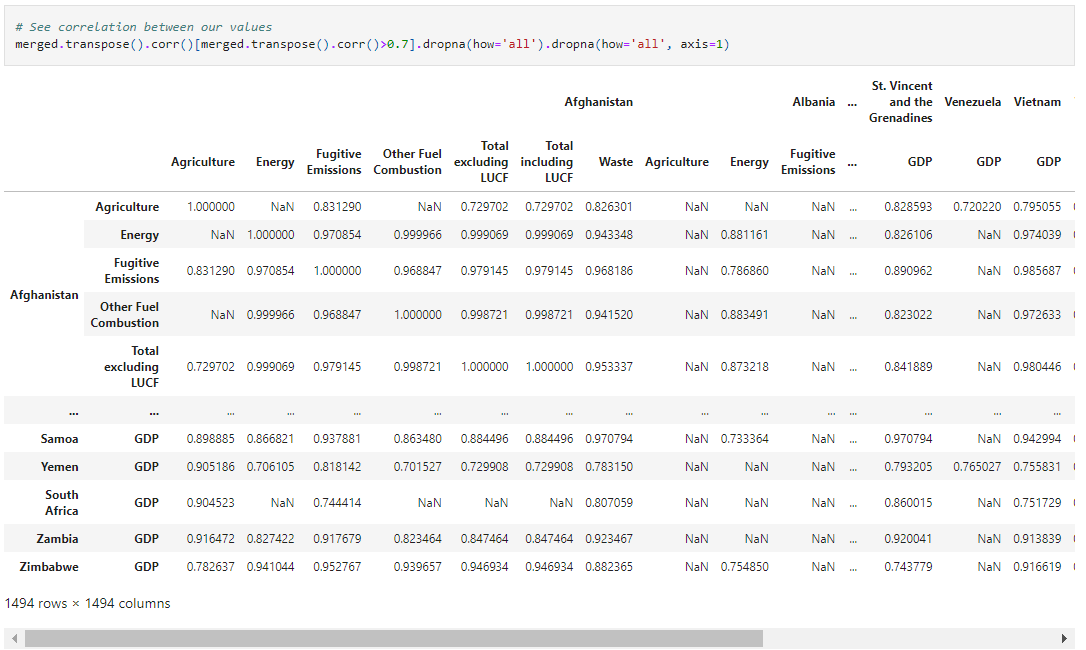 # See correlation between our values
merged.transpose().corr()[merged.transpose().corr()>0.7].dropna(how='all').dropna(how='all', axis=1)
Afghanistan Albania ... St. Vincent and the Grenadines Venezuela Vietnam
Agriculture Energy Fugitive Emissions Other Fuel Combustion Total excluding LUCF Total including LUCF Waste Agriculture Energy Fugitive Emissions ... GDP GDP GDP
Afghanistan
Agriculture 1.000000 NaN 0.831290 NaN 0.729702 0.729702 0.826301 NaN NaN NaN ... 0.828593 0.720220 0.795055
Energy NaN 1.000000 0.970854 0.999966 0.999069 0.999069 0.943348 NaN 0.881161 NaN ... 0.826106 NaN 0.974039
Fugitive Emissions 0.831290 0.970854 1.000000 0.968847 0.979145 0.979145 0.968186 NaN 0.786860 NaN ... 0.890962 NaN 0.985687
Other Fuel Combustion NaN 0.999966 0.968847 1.000000 0.998721 0.998721 0.941520 NaN 0.883491 NaN ... 0.823022 NaN 0.972633
Total excluding LUCF 0.729702 0.999069 0.979145 0.998721 1.000000 1.000000 0.953337 NaN 0.873218 NaN ... 0.841889 NaN 0.980446
... ... ... ... ... ... ... ... ... ... ... ... ... ... ... ...
Samoa GDP 0.898885 0.866821 0.937881 0.863480 0.884496 0.884496 0.970794 NaN 0.733364 NaN ... 0.970794 NaN 0.942994
Yemen GDP 0.905186 0.706105 0.818142 0.701527 0.729908 0.729908 0.783150 NaN NaN NaN ... 0.793205 0.765027 0.755831
South Africa GDP 0.904523 NaN 0.744414 NaN NaN NaN 0.807059 NaN NaN NaN ... 0.860015 NaN 0.751729
Zambia GDP 0.916472 0.827422 0.917679 0.823464 0.847464 0.847464 0.923467 NaN NaN NaN ... 0.920041 NaN 0.913839
Zimbabwe GDP 0.782637 0.941044 0.952767 0.939657 0.946934 0.946934 0.882365 NaN 0.754850 NaN ... 0.743779 NaN 0.916619
1494 rows × 1494 columns